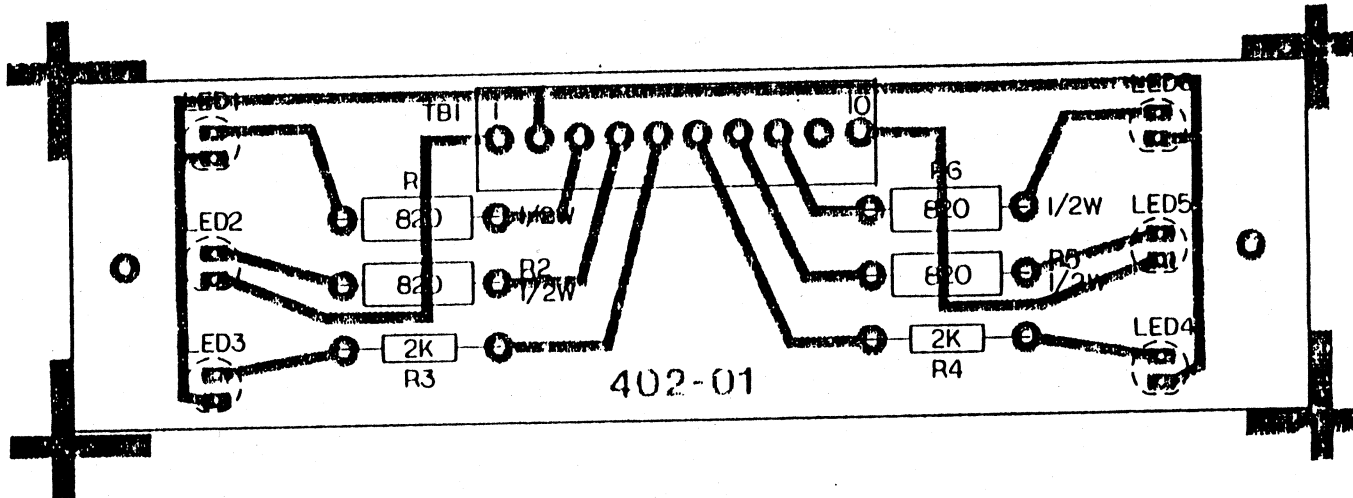 LED1
TB1
1
10
LED6
R
R6
820
1/2W
820
1/2W
LED5
LED2
R2
R5
820
1/2W
820
1/2W
LED3
LED4
2K
2K
R3
R4
402-01